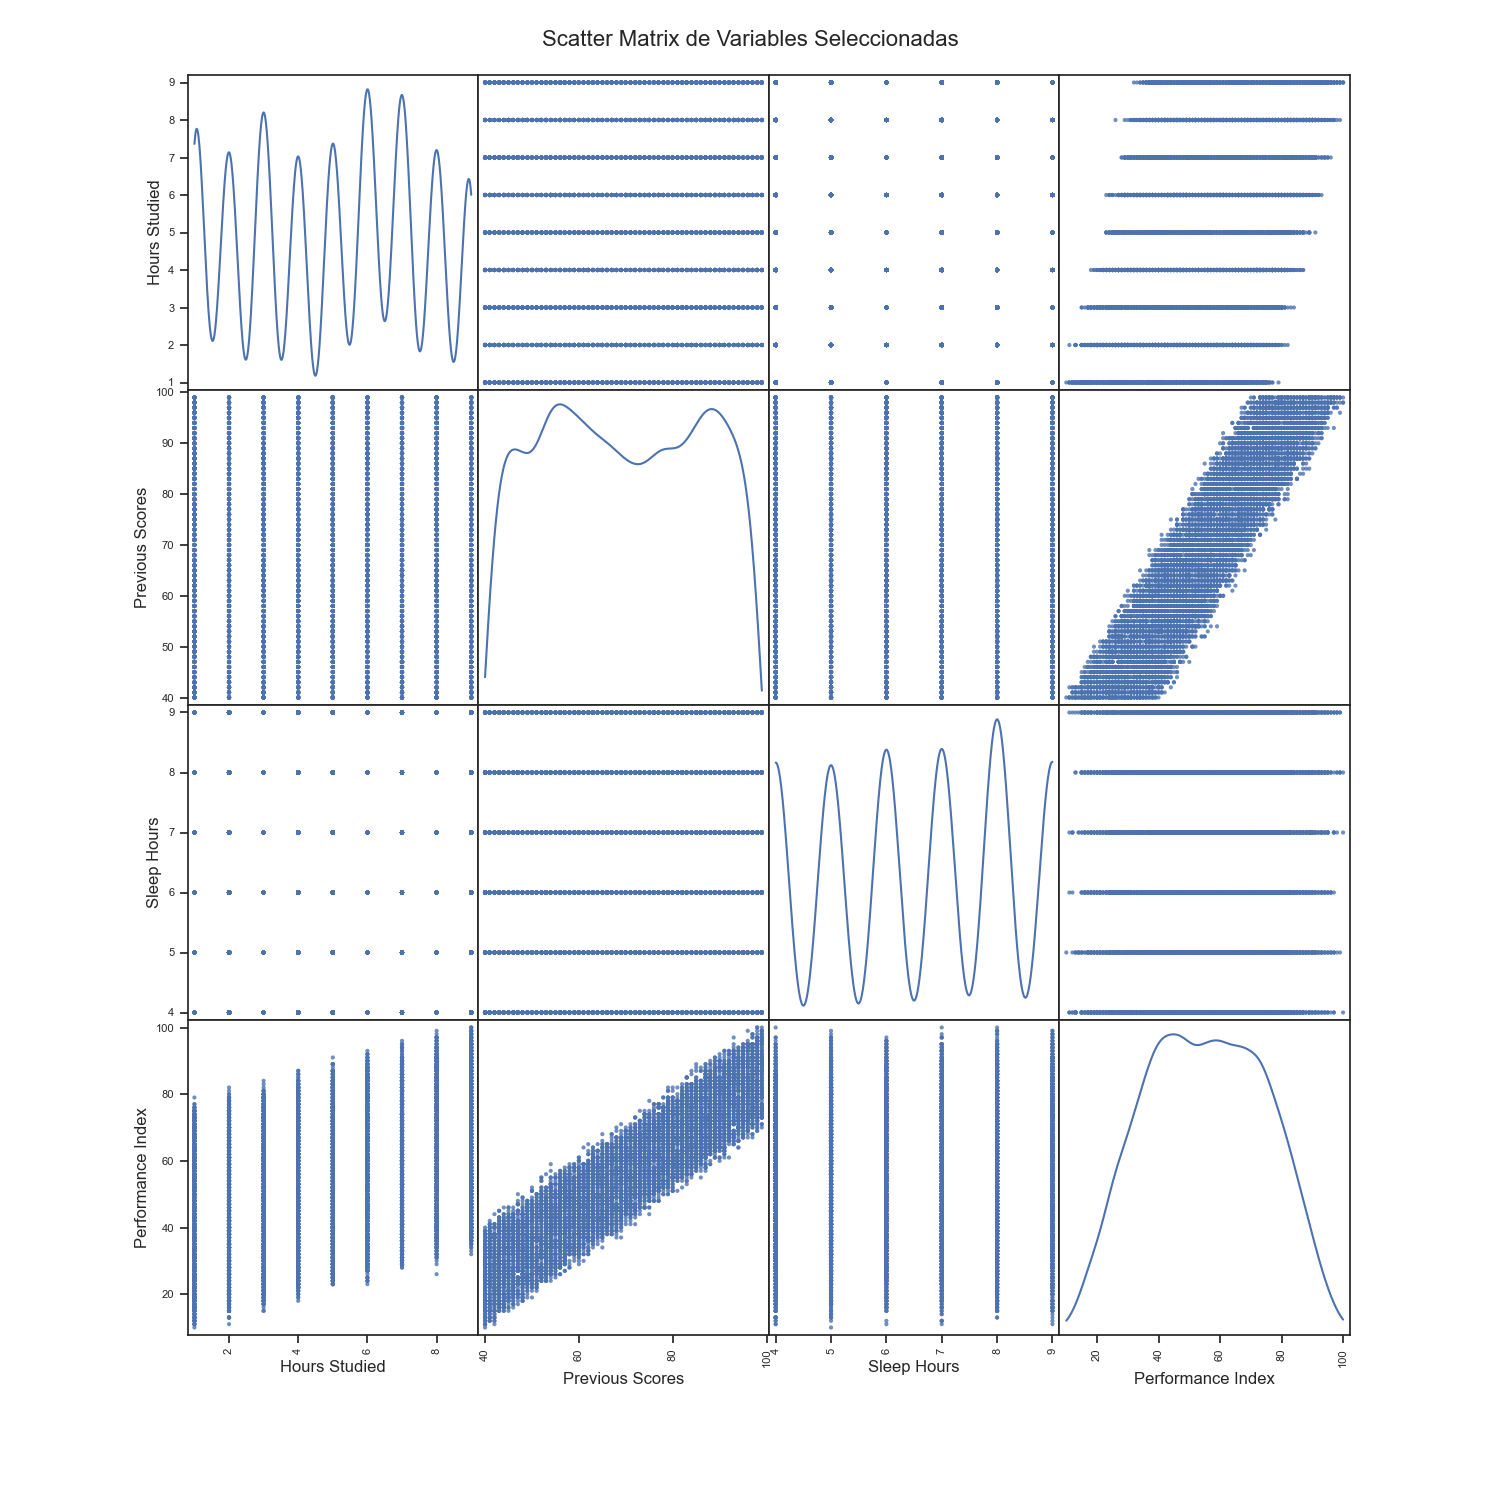 Scatter Matrix de Variables Seleccionadas
9
8
7
6
5
4
3
2
1
Hours Studied
100
90
80
70
60
50
40
Previous Scores
9
8
7
6
5
4
Sleep Hours
100
80
60
40
20
Performance Index
2 4 6 8
40 60 80 100
4 5 6 7 8 9
20 40 60 80 100
Hours Studied
Previous Scores
Sleep Hours
Performance Index